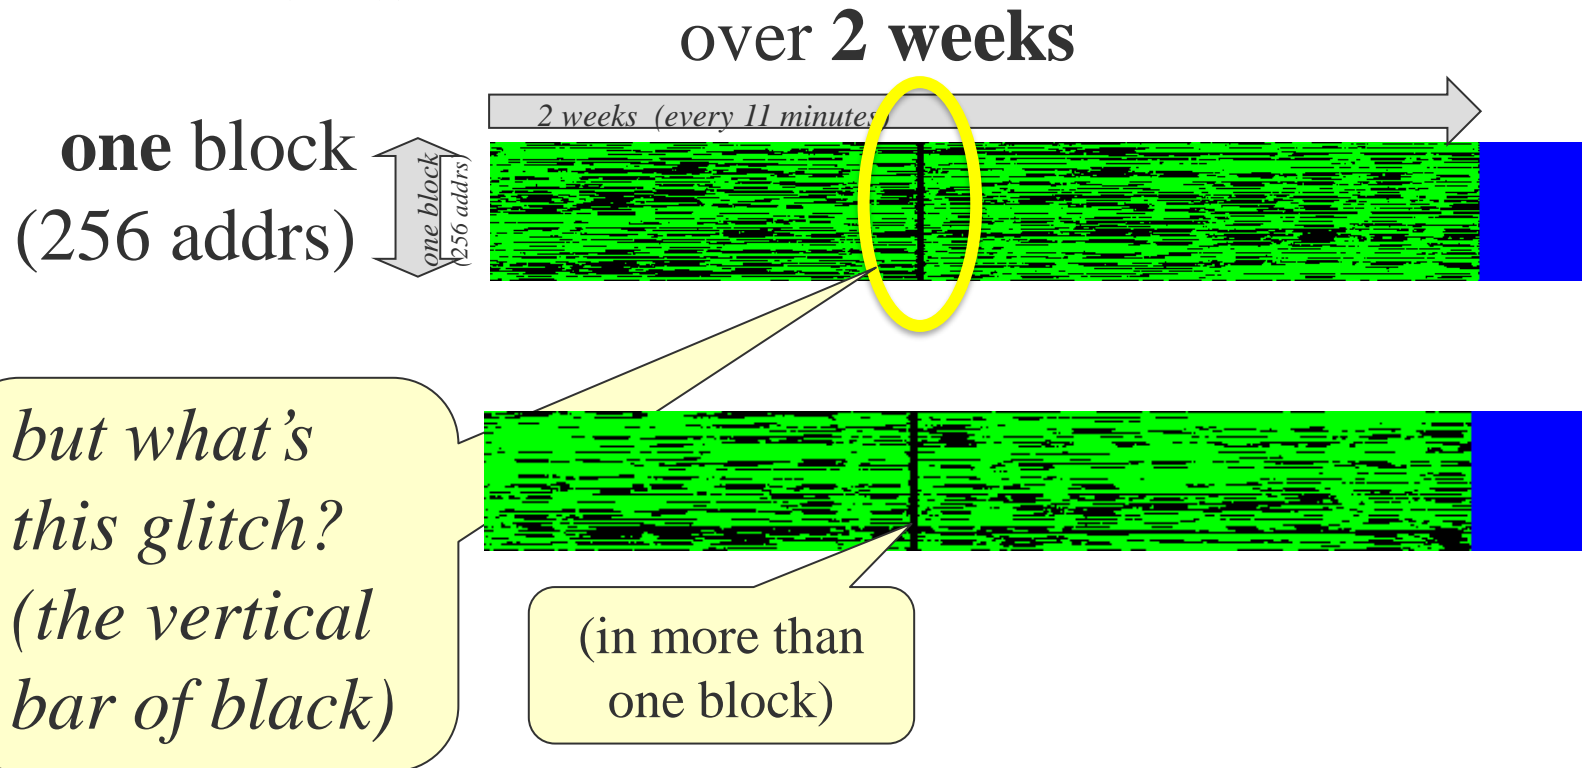 over 2 weeks
2 weeks (every 11 minutes)
one block
(256 addrs)
one block
(256 addrs)
but what’s
this glitch?
(the vertical
bar of black)
(in more than
one block)